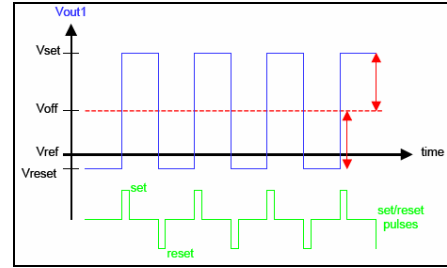 Vout1
Vset
Voff
Vref
time
Vreset
set
set/reset
pulses
reset